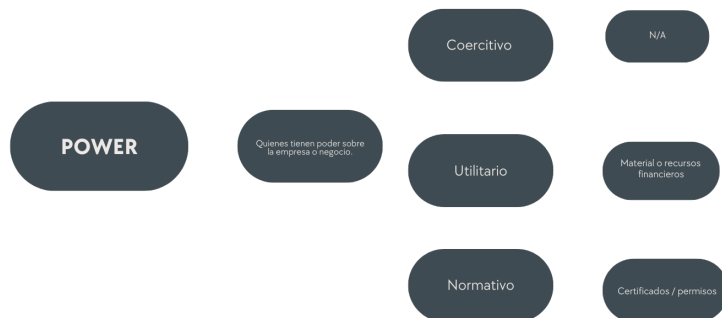 POWER
Quienes tienen poder sobre
la empresa o negocio.
Coercitivo
N/A
Utilitario
Material o recursos
financieros
Normativo
Certificados / permisos